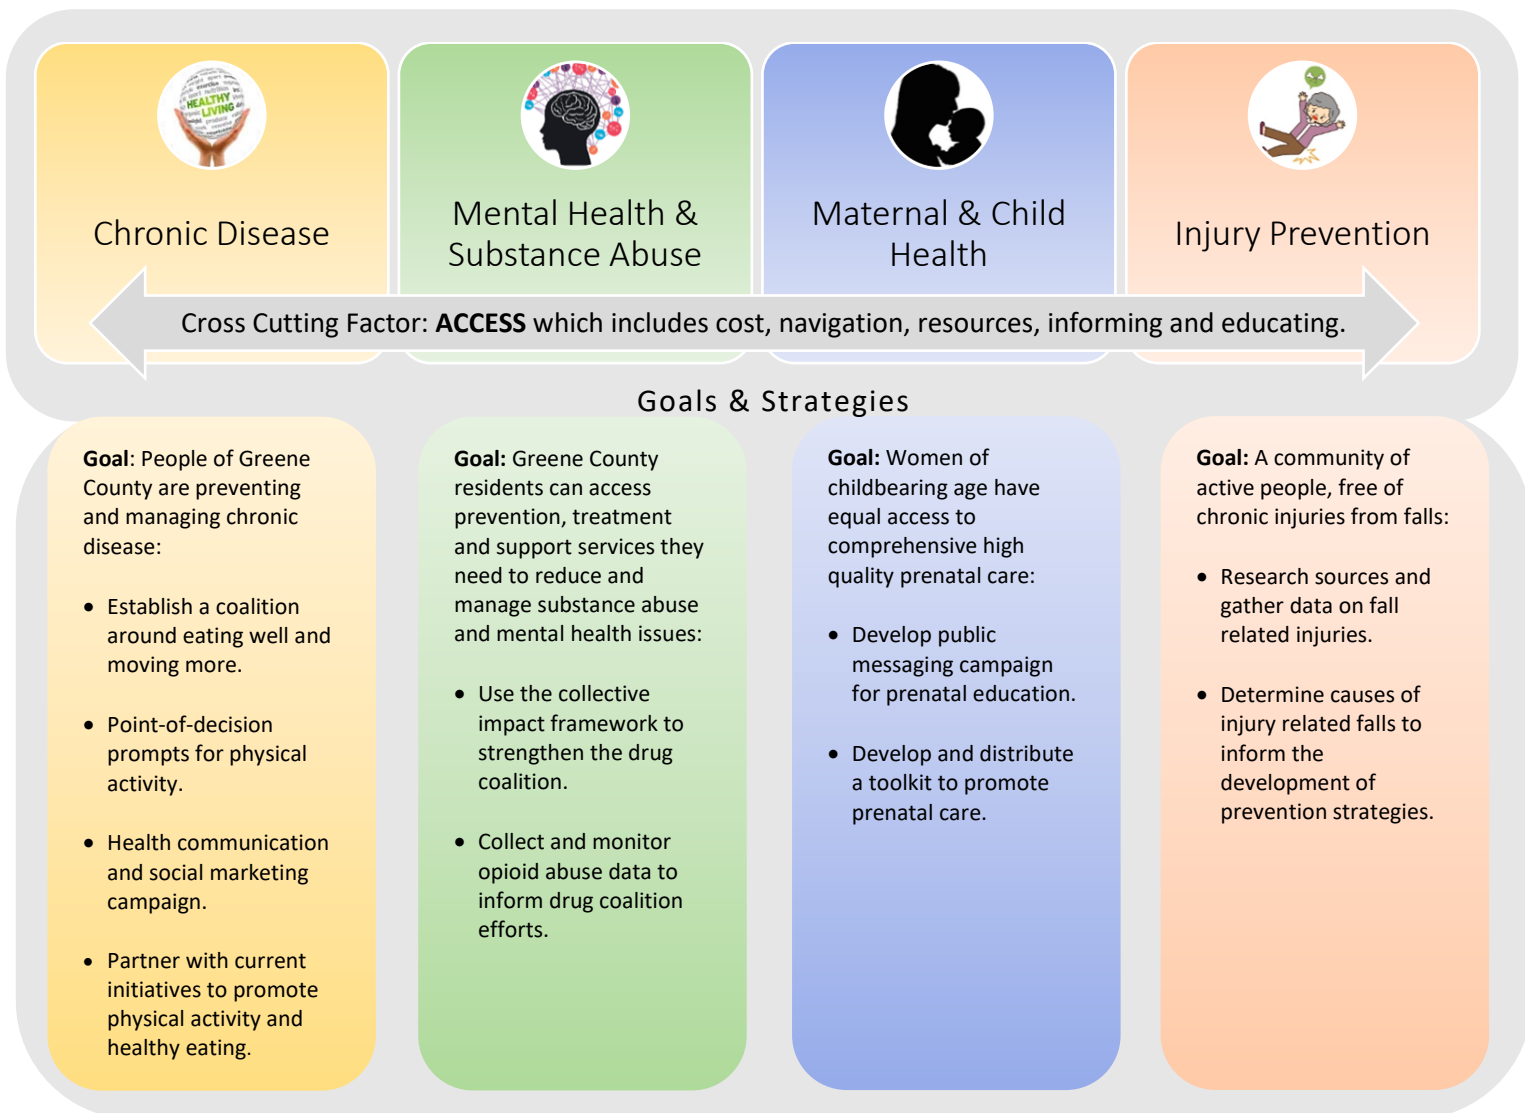 HEALTHY
LIVING
Chronic Disease
Mental Health &
Substance Abuse
Maternal & Child
Health
Injury Prevention
Cross Cutting Factor: ACCESS which includes cost, navigation, resources, informing and educating.
Goals & Strategies
Goal: People of Greene
County are preventing
and managing chronic
disease:
• Establish a coalition
around eating well and
moving more.
• Point-of-decision
prompts for physical
activity.
• Health communication
and social marketing
campaign.
• Partner with current
initiatives to promote
physical activity and
healthy eating.
Goal: Greene County
residents can access
prevention, treatment
and support services they
need to reduce and
manage substance abuse
and mental health issues:
• Use the collective
impact framework to
strengthen the drug
coalition.
• Collect and monitor
opioid abuse data to
inform drug coalition
efforts.
Goal: Women of
childbearing age have
equal access to
comprehensive high
quality prenatal care:
• Develop public
messaging campaign
for prenatal education.
• Develop and distribute
a toolkit to promote
prenatal care.
Goal: A community of
active people, free of
chronic injuries from falls:
• Research sources and
gather data on fall
related injuries.
• Determine causes of
injury related falls to
inform the
development of
prevention strategies.